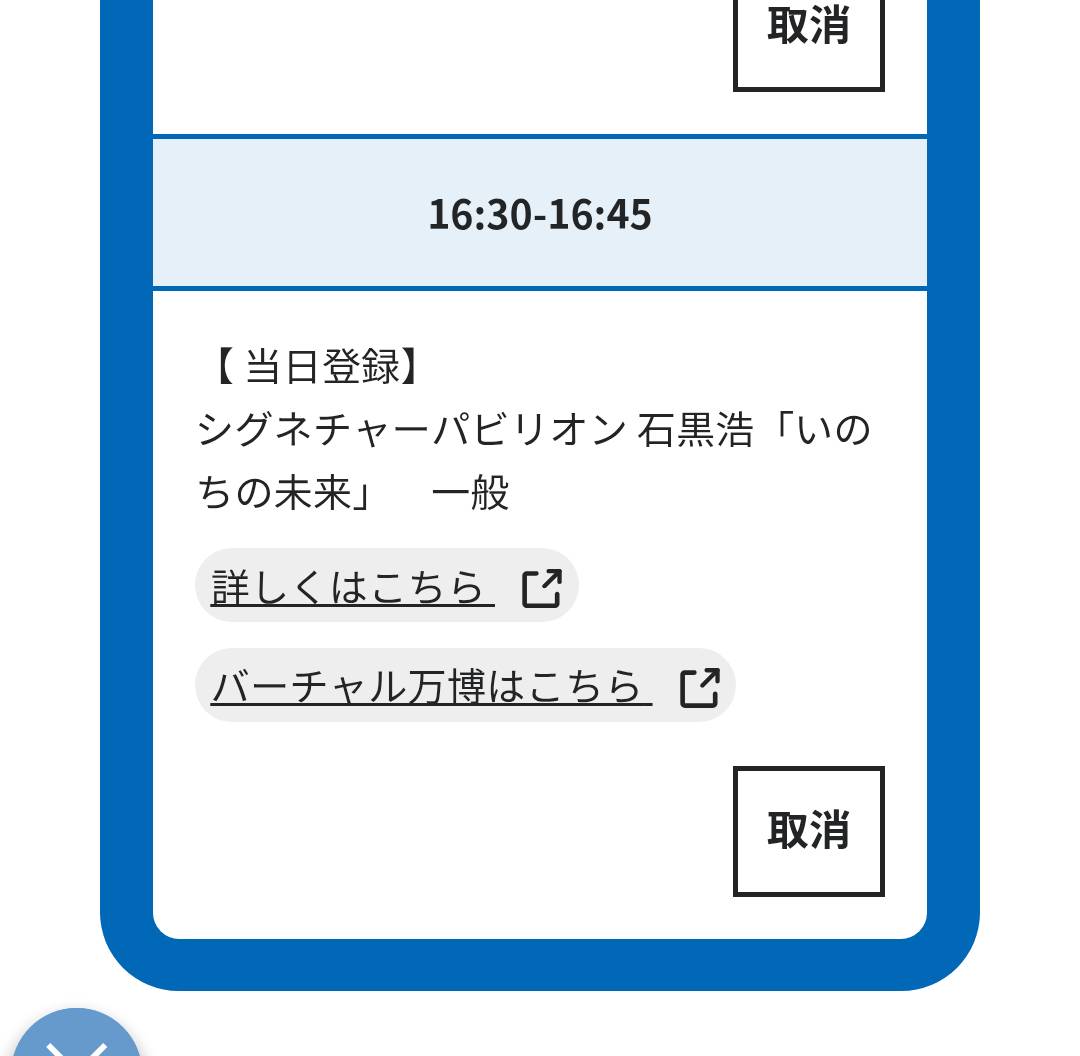 取消
16:30-16:45
【 当日登録】
シグネチャーパビリオン 石黒浩「いの
ちの未来」　一般
詳しくはこちら
バーチャル万博はこちら
取消